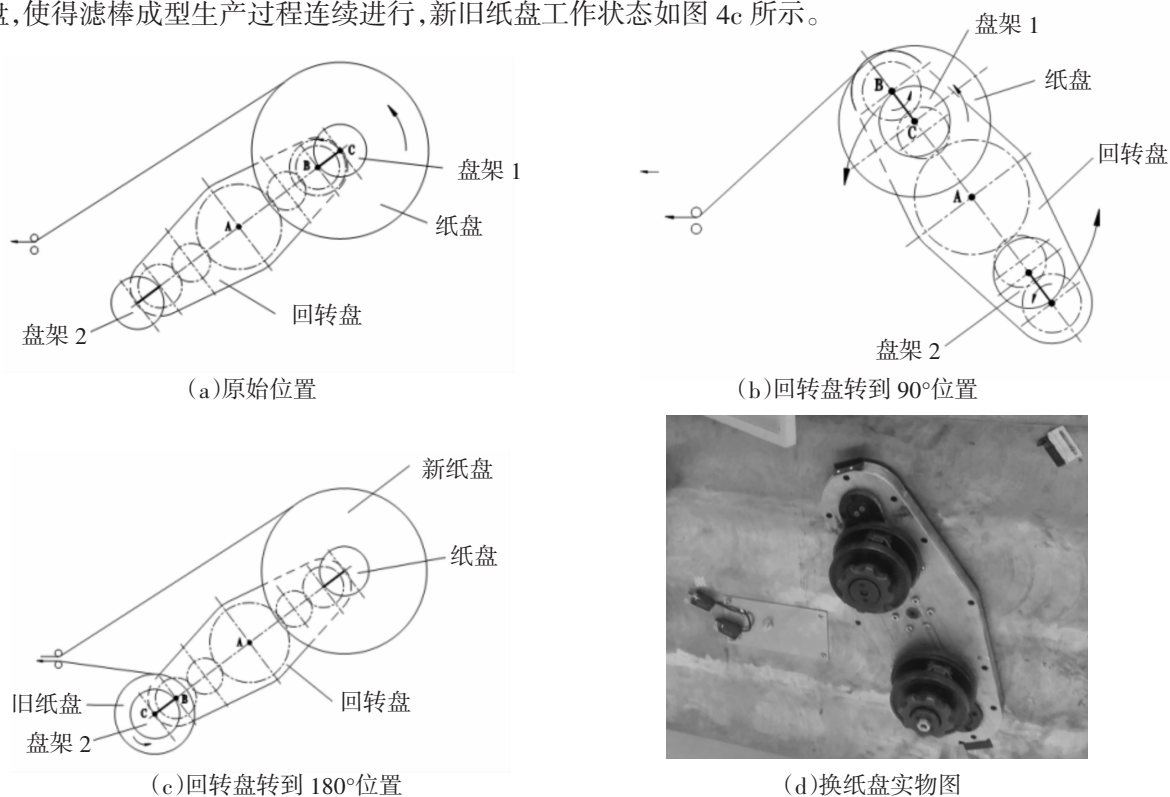 盘,使得滤棒成型生产过程连续进行,新旧纸盘工作状态如图 4c 所示。
C
B
A
盘架 1
纸盘
回转盘
盘架 2
(a)原始位置
盘架 1
纸盘
B
C
回转盘
A
盘架 2
(b)回转盘转到 90°位置
新纸盘
纸盘
A
回转盘
B
C
旧纸盘
盘架 2
(c)回转盘转到 180°位置
(d)换纸盘实物图